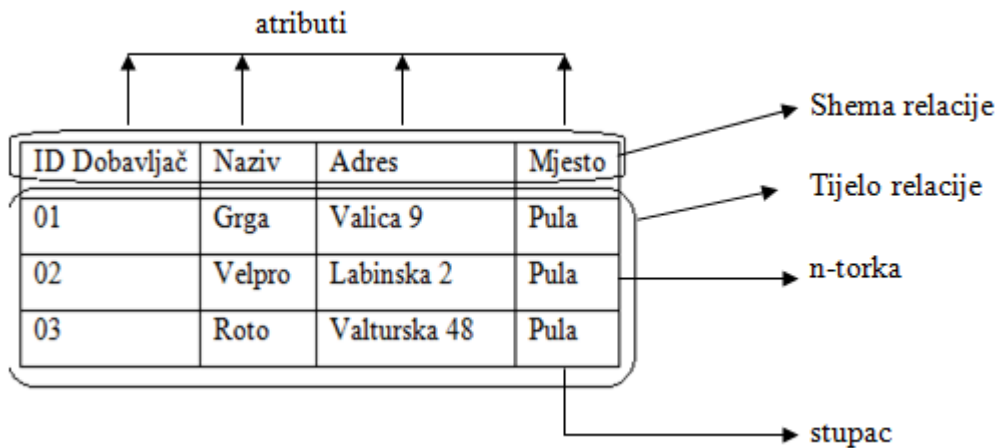 atributi
Shema relacije
ID Dobavljač Naziv Adres Mjesto
Tijelo relacije
01 Grga Valica 9 Pula
02 Velpro Labinska 2 Pula
n-torka
03 Roto Valturska 48 Pula
stupac